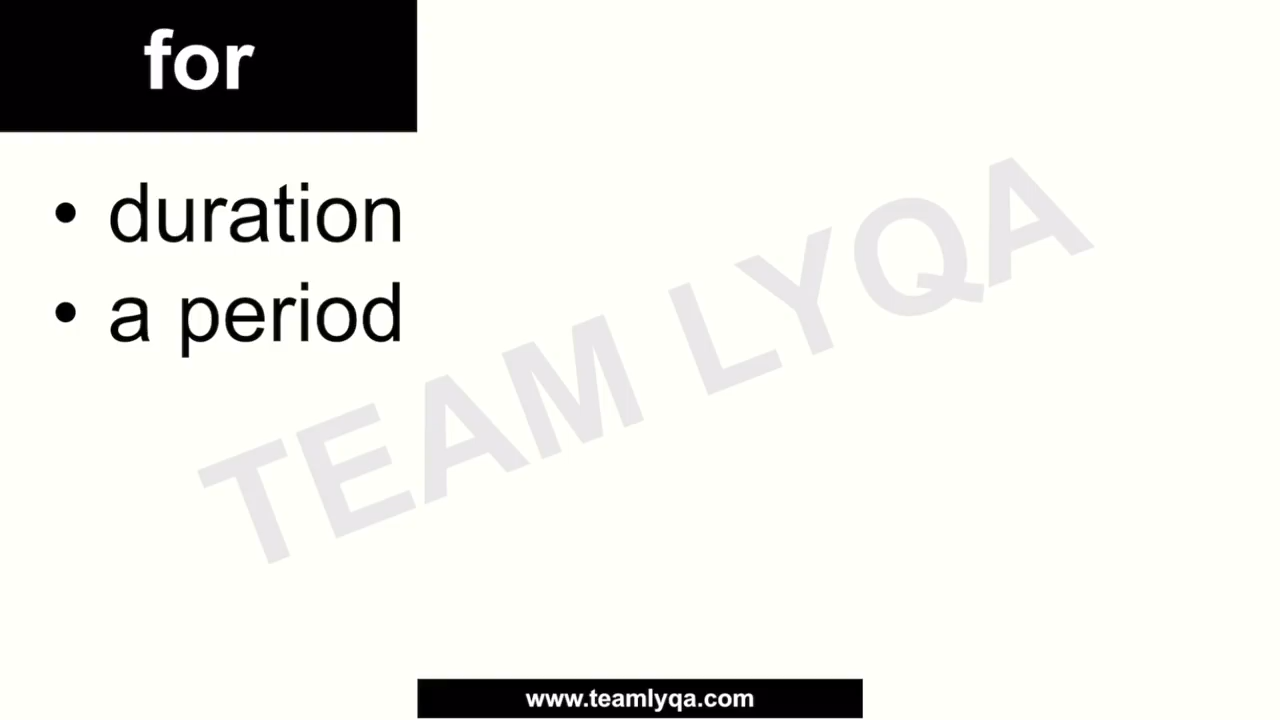 for
• duration
• a period
TEAM LYQA
www.teamlyqa.com